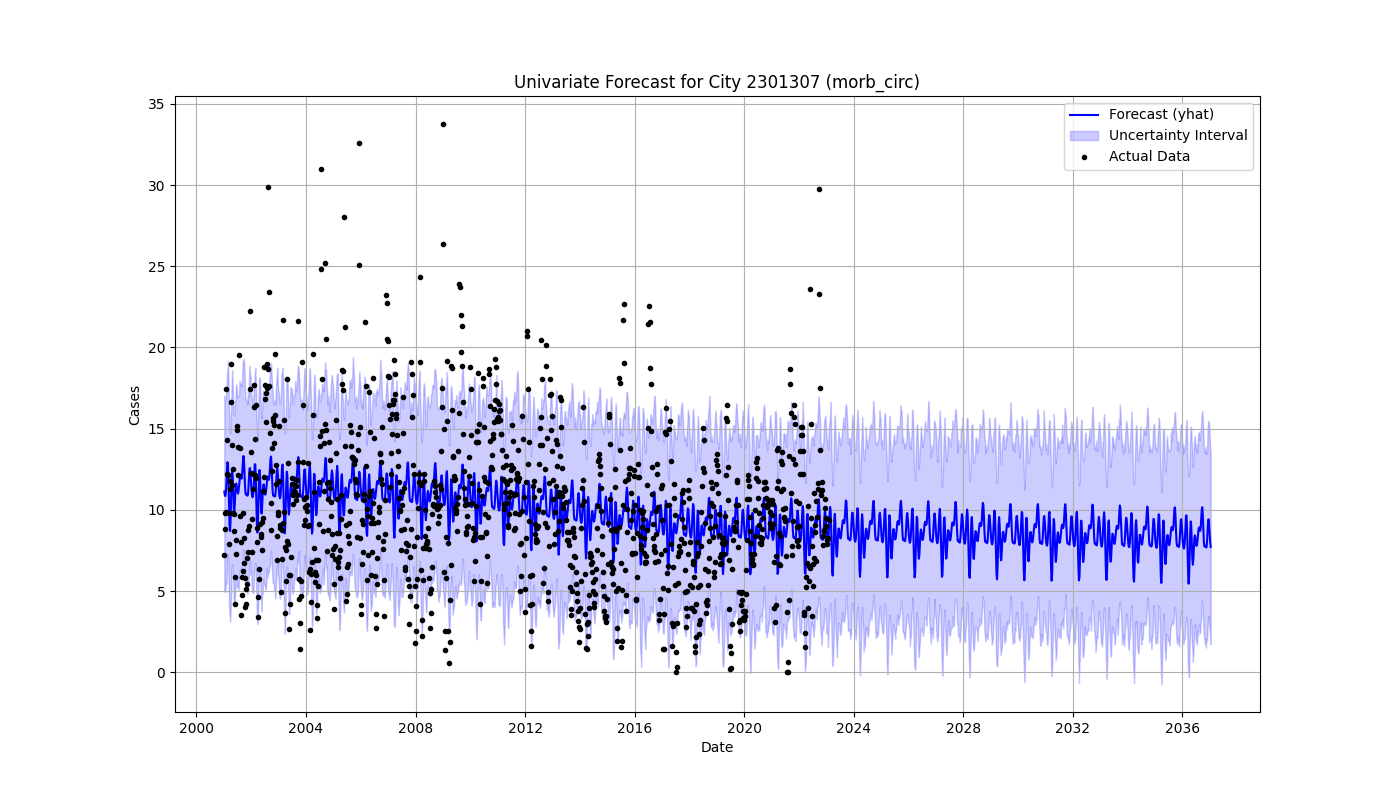 Univariate Forecast for City 2301307 (morb_circ)
Forecast (yhat)
Uncertainty Interval
Actual Data
Cases
35
30
25
20
15
10
5
0
2000 2004 2008 2012 2016 2020 2024 2028 2032 2036
Date